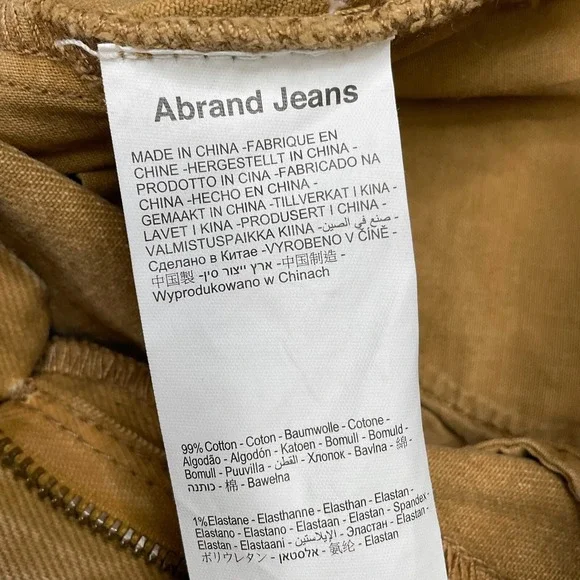 Abrand Jeans
MADE IN CHINA -FABRIQUE EN
CHINE -HERGESTELLT IN CHINA -
PRODOTTO IN CINA -FABRICADO NA
CHINA -HECHO EN CHINA -
GEMAAKT IN CHINA -TILLVERKAT I KINA -
LAVET I KINA -PRODUSERT I CHINA -
VALMISTUSPAIKKA KIINA -صنع في الصين
Сделано в Китае -VYROBENO V ČÍNĚ -
中国製 - ארץ ייצור סין -中国制造 -
Wyprodukowano w Chinach
99% Cotton - Coton - Baumwolle - Cotone -
Algodão - Algodón - Katoen - Bomull - Bomuld -
Bomull - Puuvilla - القطن - Хлопок - Bavlna - 綿 -
כותנה - 棉 - Bawełna
1% Elastane - Elasthanne - Elasthan - Elastan -
Elastano - Elastano - Elastaan - Elastan - Spandex -
Elastan - Elastaani - الإيلاستين - Эластан - Elastan -
ポリウレタン - אלסטאן - 氨纶 - Elastan